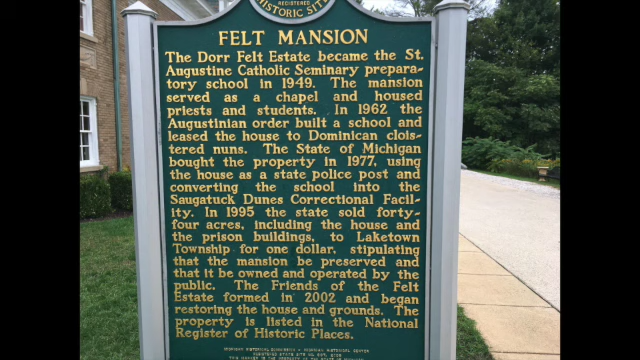 REGISTERED
HISTORIC SITE
FELT MANSION
The Dorr Felt Estate became the St.
Augustine Catholic Seminary prepara-
tory school in 1949. The mansion
served as a chapel and housed
priests and students. In 1962 the
Augustinian order built a school and
leased the house to Dominican clois-
tered nuns. The State of Michigan
bought the property in 1977, using
the house as a state police post and
converting the school into the
Saugatuck Dunes Correctional Facil-
ity. In 1995 the state sold forty-
four acres, including the house and
the prison buildings, to Laketown
Township for one dollar, stipulating
that the mansion be preserved and
that it be owned and operated by the
public. The Friends of the Felt
Estate formed in 2002 and began
restoring the house and grounds. The
property is listed in the National
Register of Historic Places.